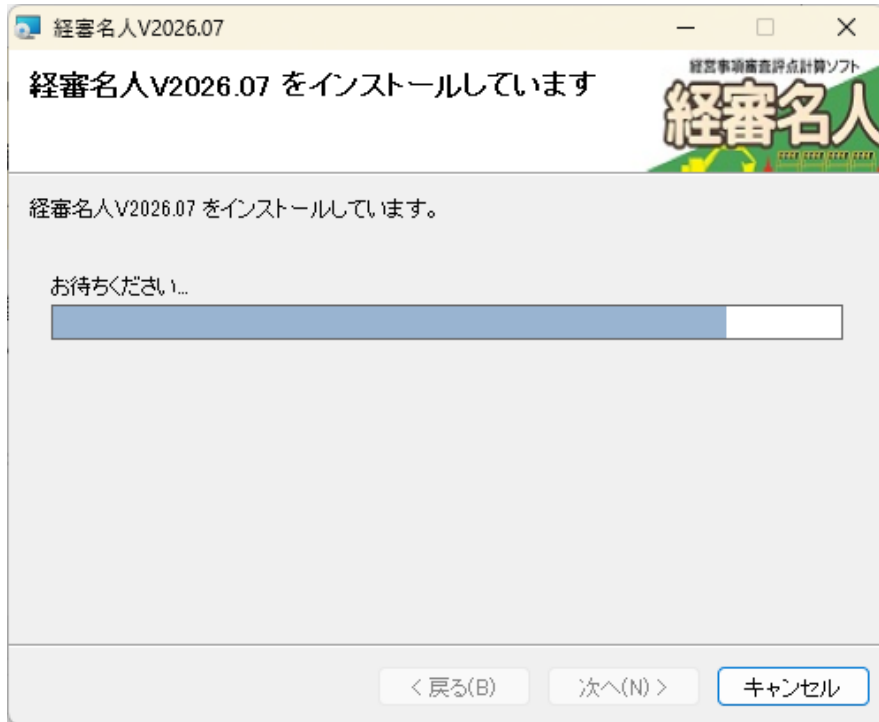 経審名人V2026.07
経審名人V2026.07 をインストールしています
経営事項審査評点計算ソフト
経審名人
経審名人V2026.07 をインストールしています。
お待ちください...
< 戻る(B)
次へ(N) >
キャンセル